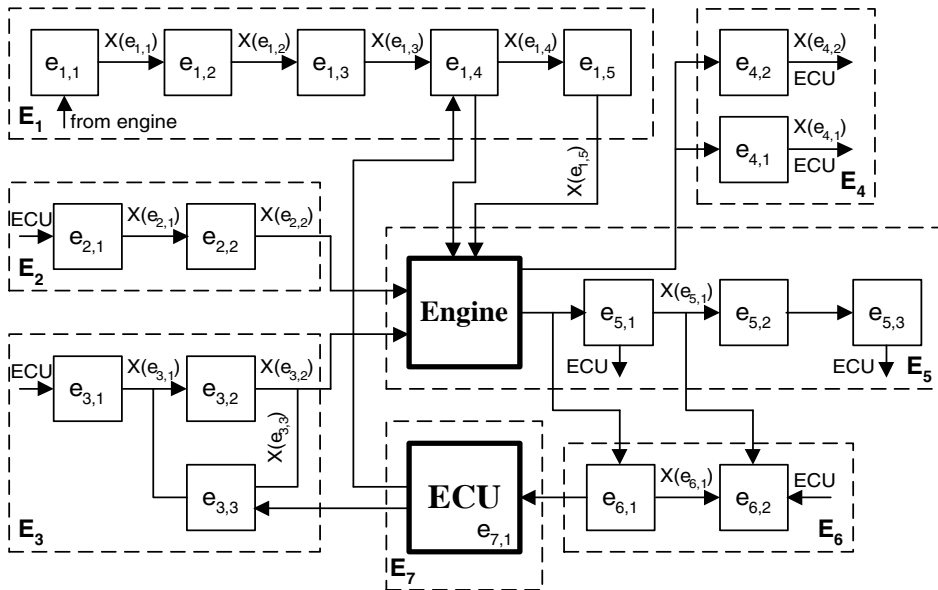 X(e1,1) X(e1,2) X(e1,3) X(e1,4)
e1,1 e1,2 e1,3 e1,4 e1,5
E1 from engine
X(e1,5)
X(e4,2)
e4,2 ECU
X(e4,1)
e4,1 ECU
E4
ECU X(e2,1) X(e2,2)
e2,1 e2,2
E2
Engine
X(e5,1)
e5,1 e5,2 e5,3
ECU ECU E5
ECU X(e3,1) X(e3,2)
e3,1 e3,2
X(e3,3)
e3,3
E3
ECU
e7,1
E7
X(e6,1) ECU
e6,1 e6,2
E6